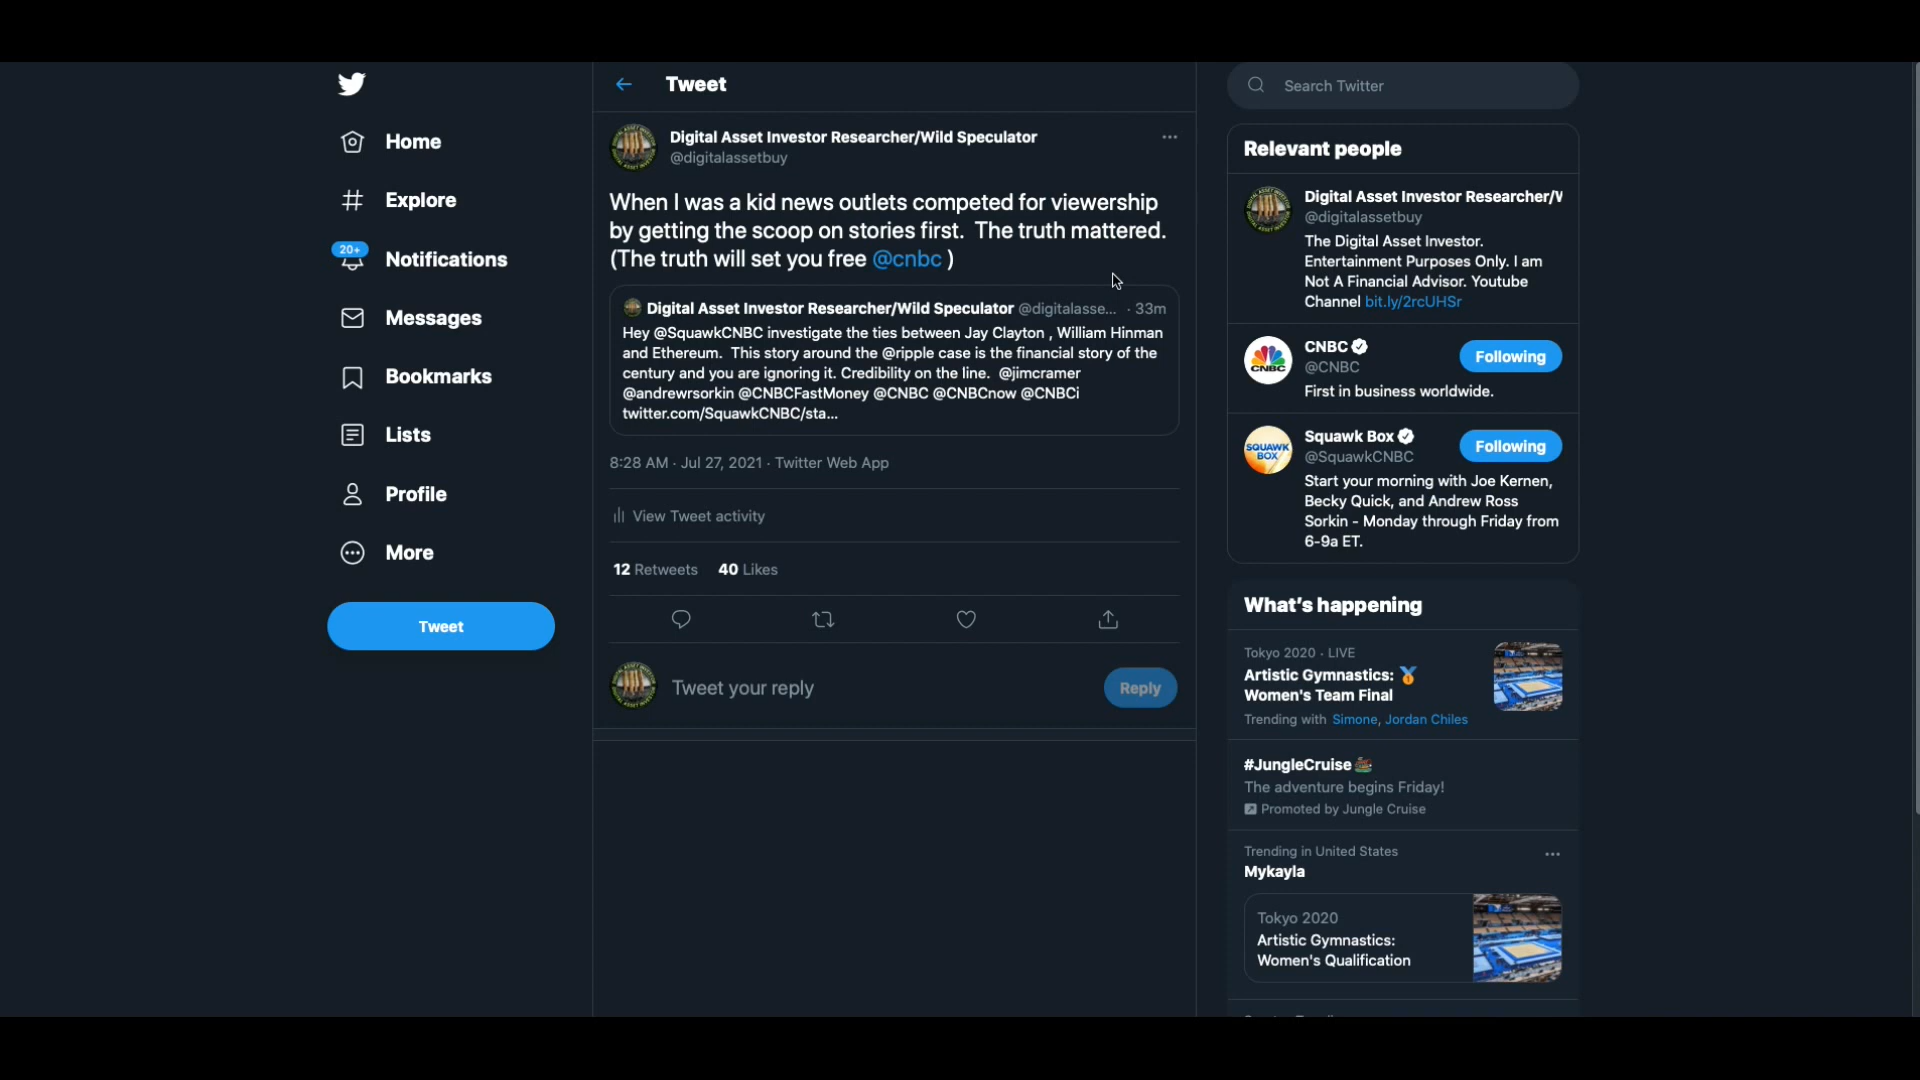 Home
Explore
20+
Notifications
Messages
Bookmarks
Lists
Profile
More
Tweet
Tweet
Digital Asset Investor Researcher/Wild Speculator
@digitalassetbuy
When I was a kid news outlets competed for viewership
by getting the scoop on stories first.  The truth mattered.
(The truth will set you free @cnbc )
Digital Asset Investor Researcher/Wild Speculator @digitalasse... · 33m
Hey @SquawkCNBC investigate the ties between Jay Clayton , William Hinman
and Ethereum.  This story around the @ripple case is the financial story of the
century and you are ignoring it. Credibility on the line.  @jimcramer
@andrewrsorkin @CNBCFastMoney @CNBC @CNBCnow @CNBCi
twitter.com/SquawkCNBC/sta...
8:28 AM · Jul 27, 2021 · Twitter Web App
View Tweet activity
12 Retweets 40 Likes
Tweet your reply
Reply
Search Twitter
Relevant people
Digital Asset Investor Researcher/W
@digitalassetbuy
The Digital Asset Investor.
Entertainment Purposes Only. I am
Not A Financial Advisor. Youtube
Channel bit.ly/2rcUHSr
CNBC
CNBC
@CNBC
Following
First in business worldwide.
SQUAWK
BOX
Squawk Box
@SquawkCNBC
Following
Start your morning with Joe Kernen,
Becky Quick, and Andrew Ross
Sorkin - Monday through Friday from
6-9a ET.
What's happening
Tokyo 2020 · LIVE
Artistic Gymnastics: 🥇
Women's Team Final
Trending with Simone, Jordan Chiles
#JungleCruise
The adventure begins Friday!
Promoted by Jungle Cruise
Trending in United States
Mykayla
Tokyo 2020
Artistic Gymnastics:
Women's Qualification